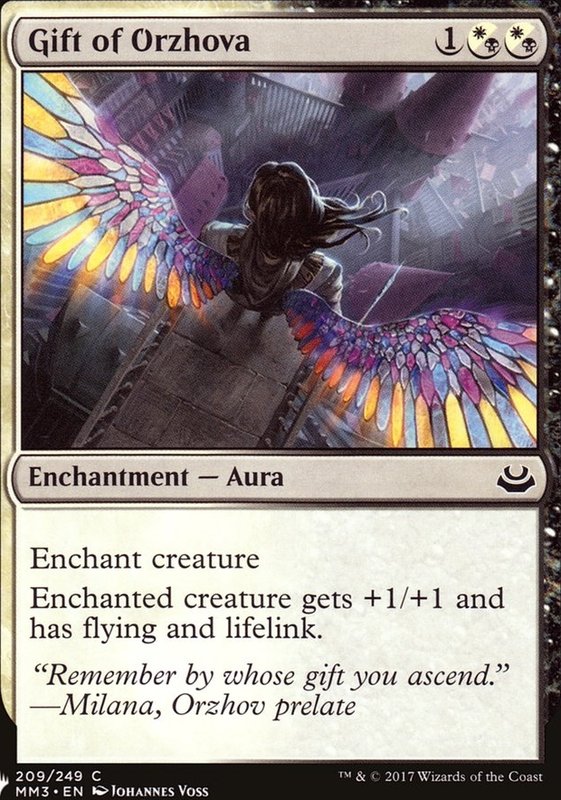 Gift of Orzhova 1
Enchantment — Aura
Enchant creature
Enchanted creature gets +1/+1 and
has flying and lifelink.
“Remember by whose gift you ascend.”
—Milana, Orzhov prelate
209/249 C
MM3 • EN Johannes Voss
™ & © 2017 Wizards of the Coast